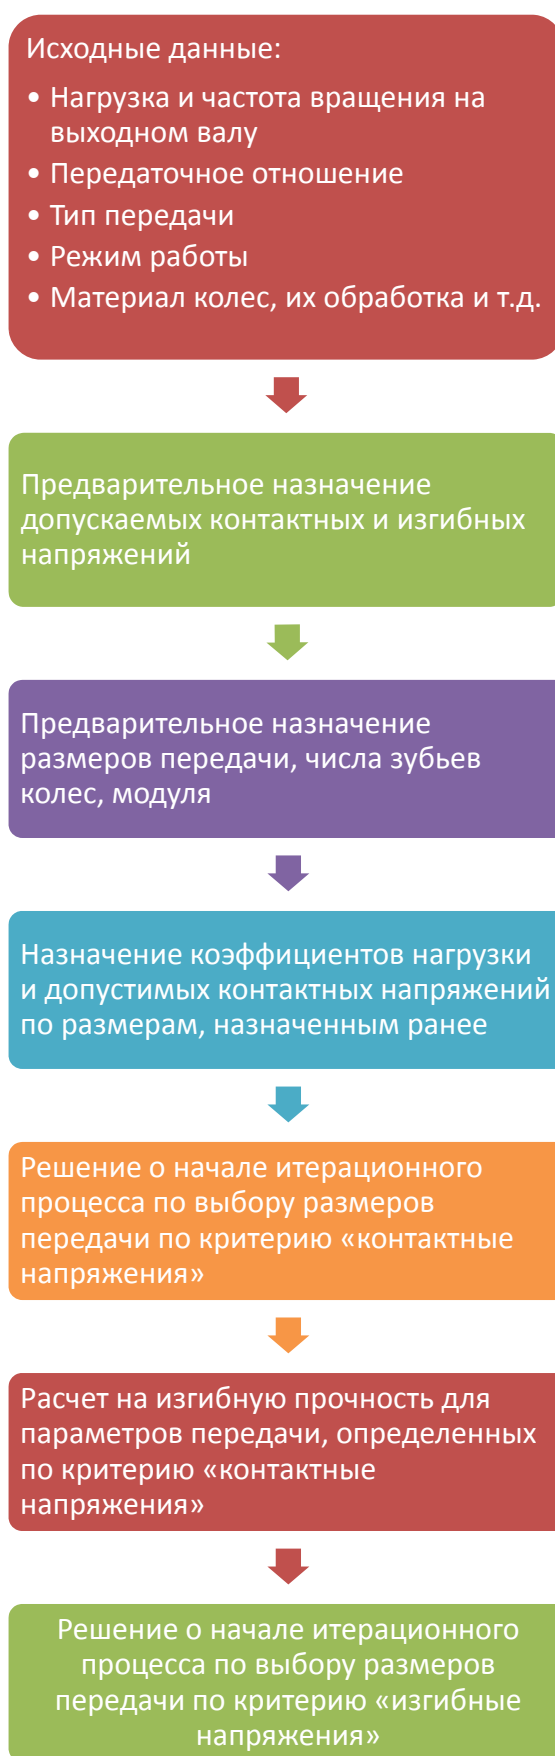 Исходные данные:
• Нагрузка и частота вращения на
выходном валу
• Передаточное отношение
• Тип передачи
• Режим работы
• Материал колес, их обработка и т.д.
Предварительное назначение
допускаемых контактных и изгибных
напряжений
Предварительное назначение
размеров передачи, числа зубьев
колес, модуля
Назначение коэффициентов нагрузки
и допустимых контактных напряжений
по размерам, назначенным ранее
Решение о начале итерационного
процесса по выбору размеров
передачи по критерию «контактные
напряжения»
Расчет на изгибную прочность для
параметров передачи, определенных
по критерию «контактные
напряжения»
Решение о начале итерационного
процесса по выбору размеров
передачи по критерию «изгибные
напряжения»